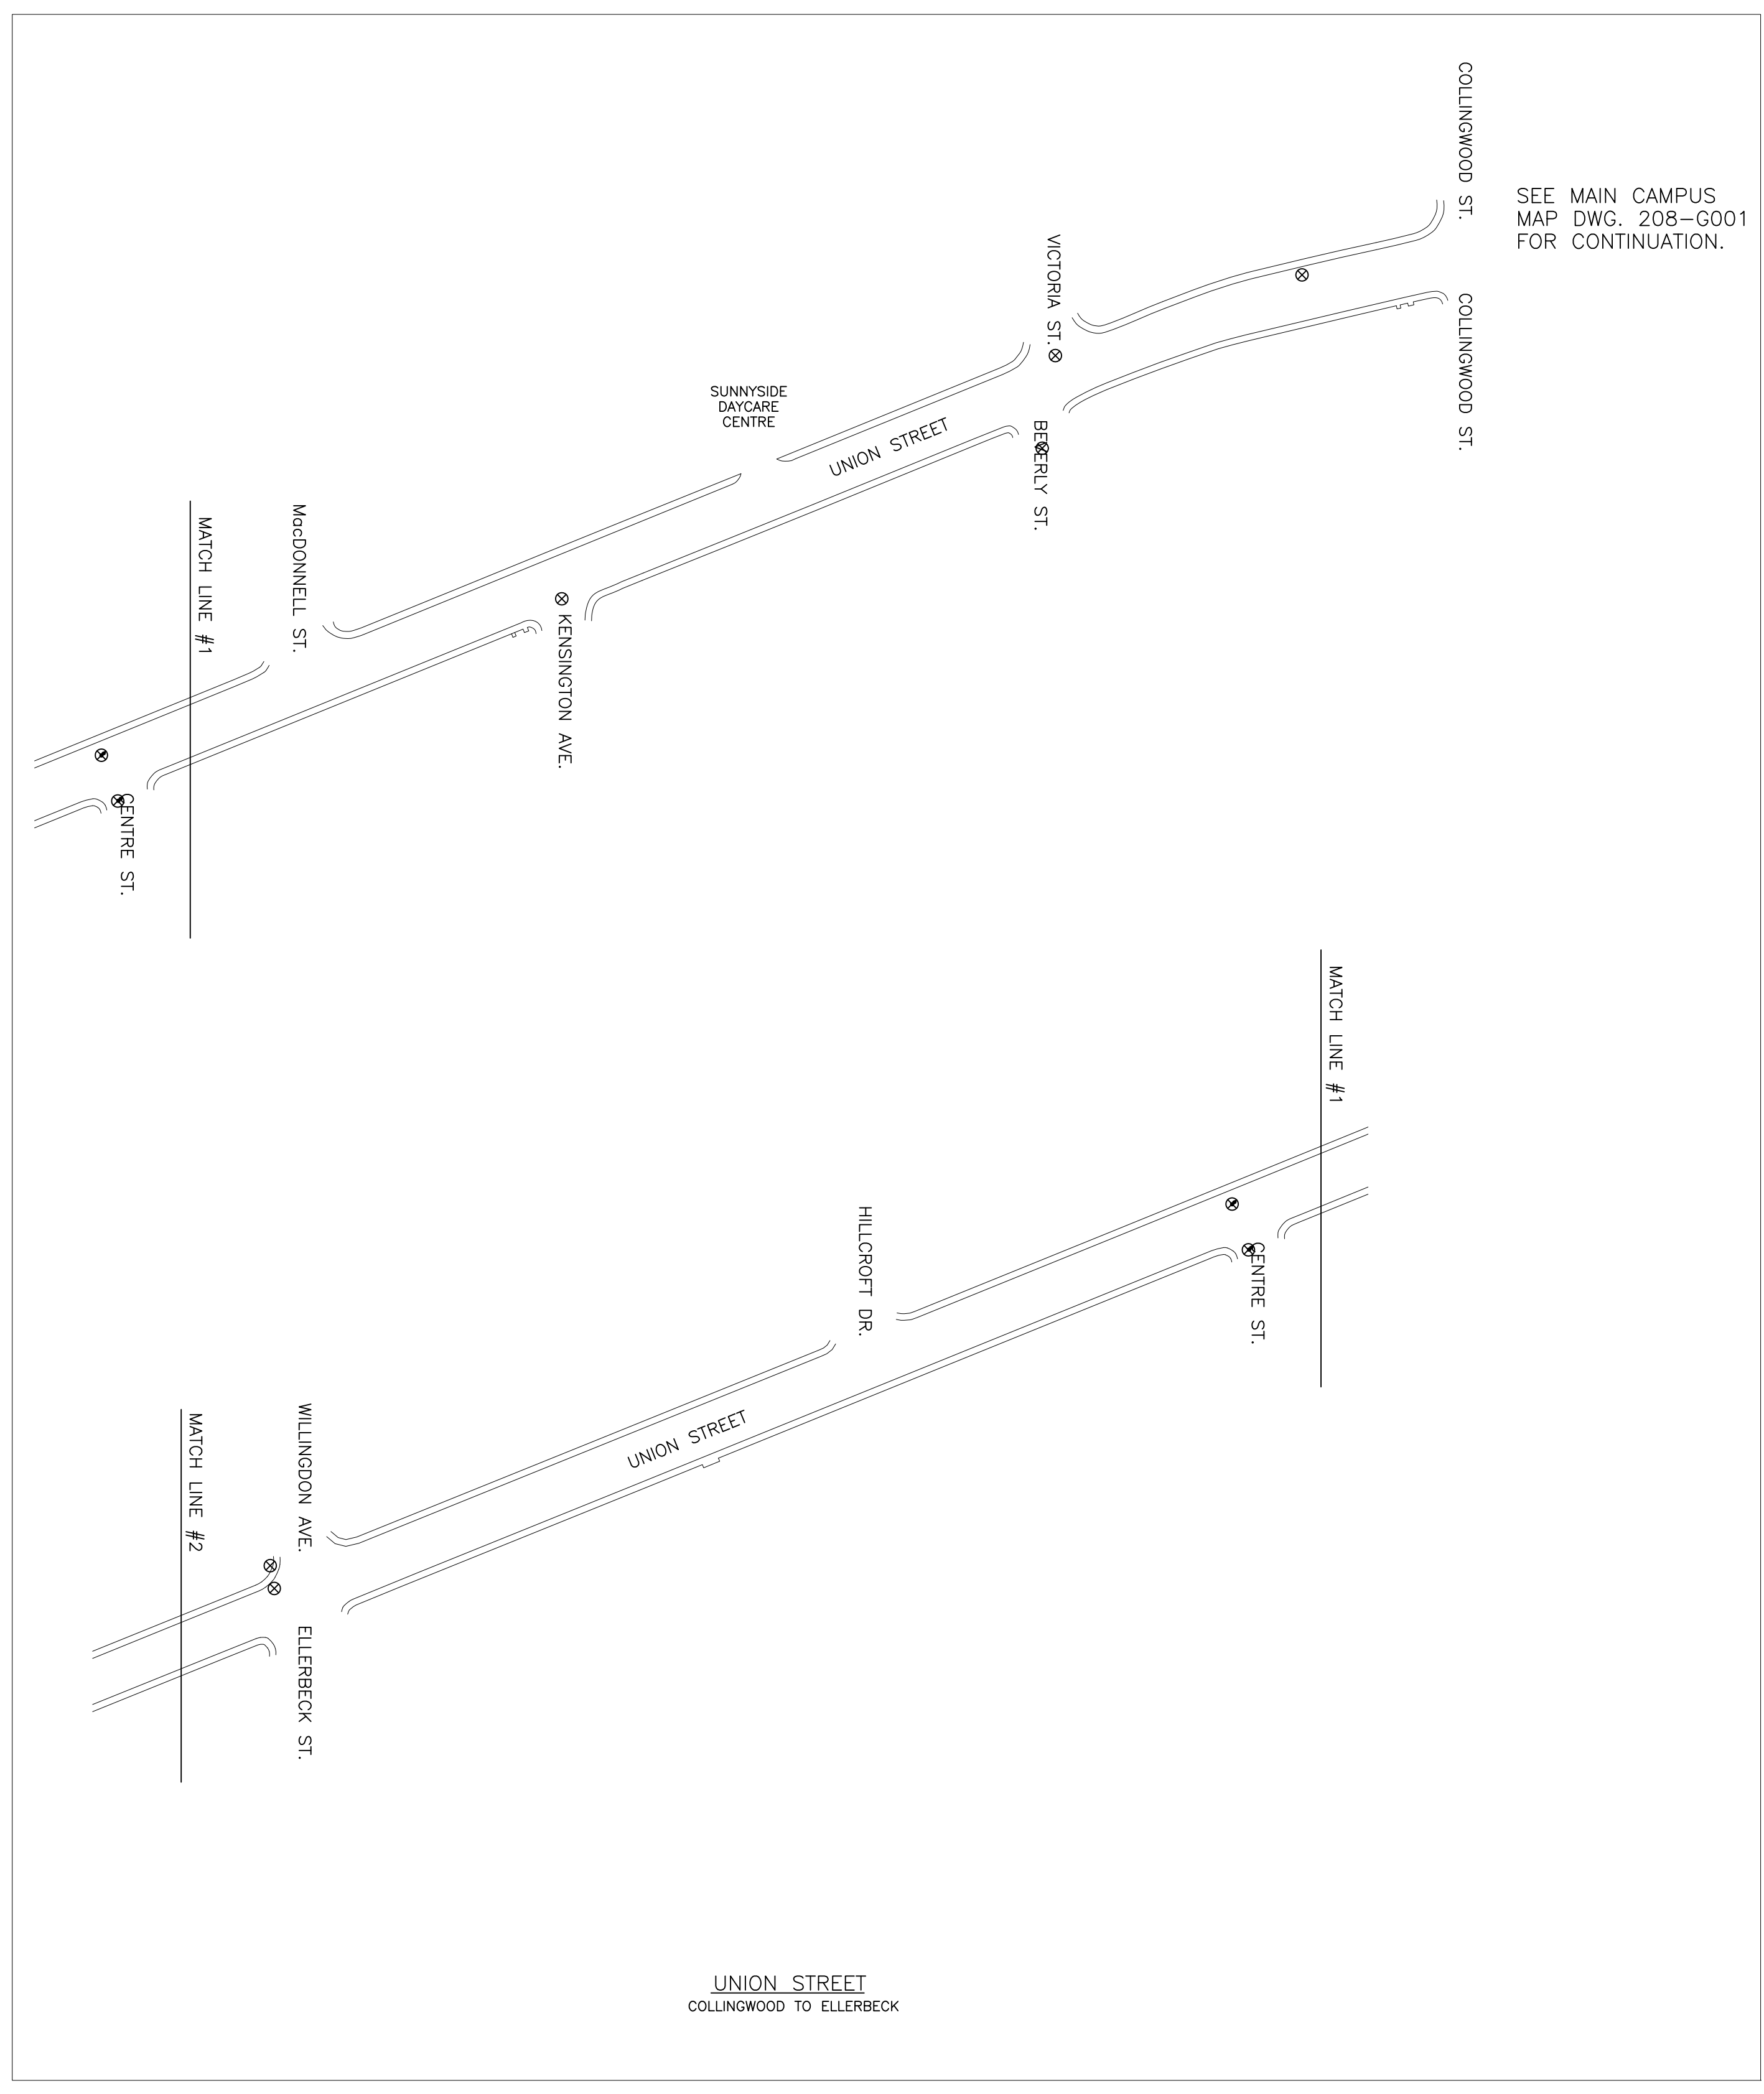 COLLINGWOOD ST.
SEE MAIN CAMPUS
MAP DWG. 208-G001
FOR CONTINUATION.
VICTORIA ST.
COLLINGWOOD ST.
SUNNYSIDE
DAYCARE
CENTRE
UNION STREET
BEVERLY ST.
MacDONNELL ST.
MATCH LINE #1
KENSINGTON AVE.
CENTRE ST.
MATCH LINE #1
HILLCROFT DR.
CENTRE ST.
UNION STREET
WILLINGDON AVE.
MATCH LINE #2
ELLERBECK ST.
UNION STREET
COLLINGWOOD TO ELLERBECK